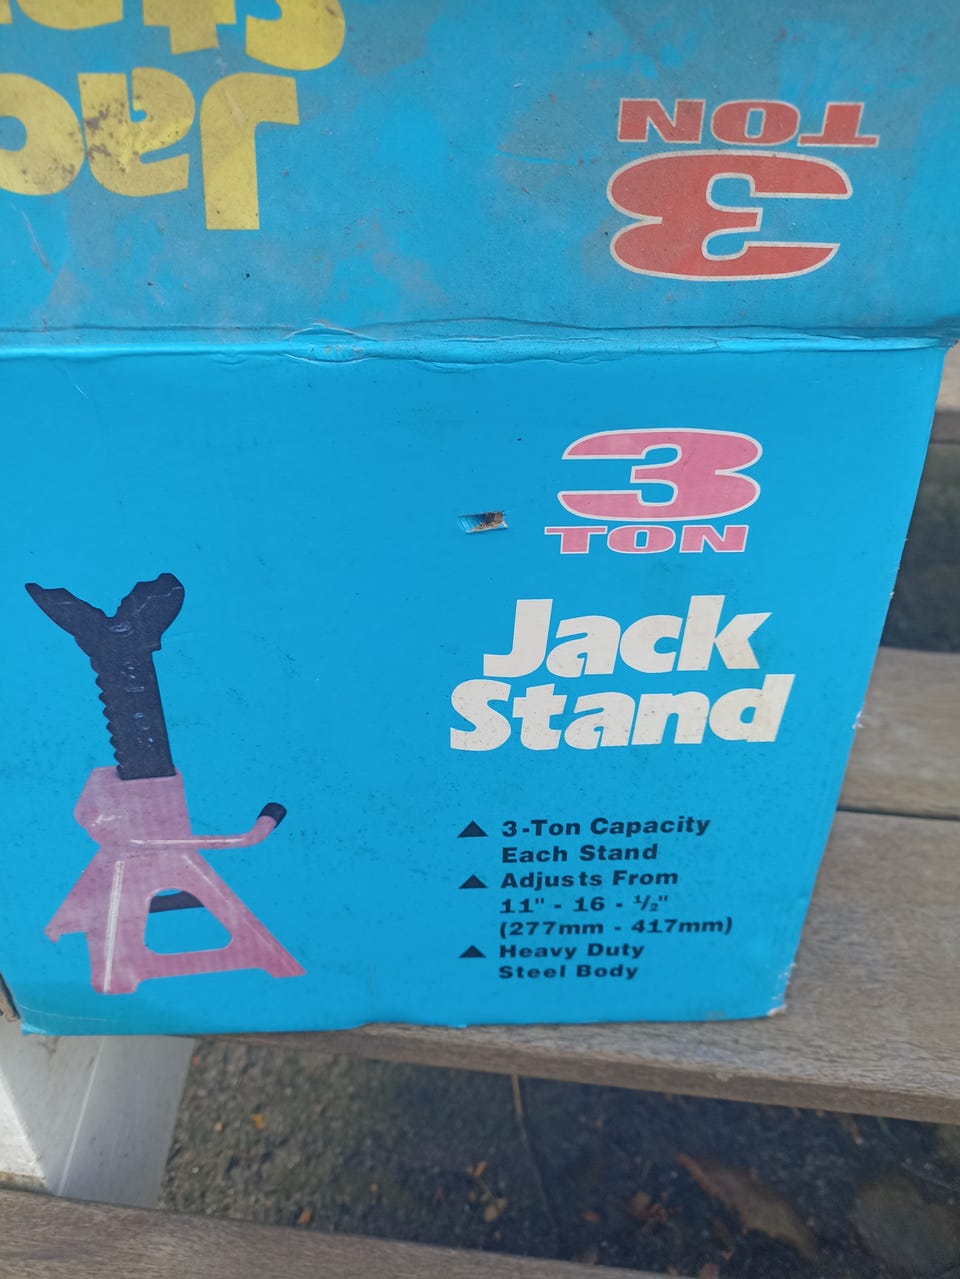 Jack
3
TON
3
TON
Jack
Stand
▲ 3-Ton Capacity
Each Stand
▲ Adjusts From
11" - 16 - ½"
(277mm - 417mm)
▲ Heavy Duty
Steel Body